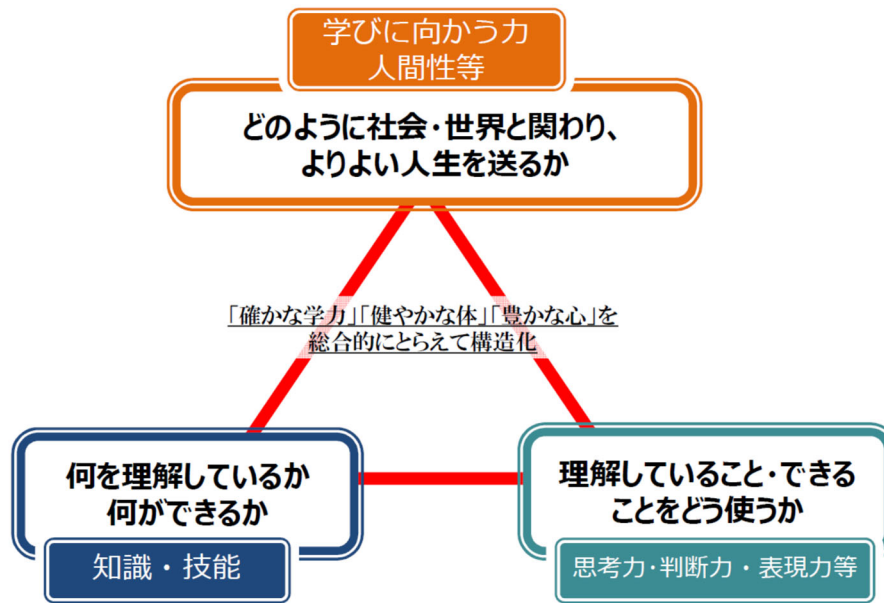 学びに向かう力
人間性等
どのように社会・世界と関わり、
よりよい人生を送るか
「確かな学力」「健やかな体」「豊かな心」を
総合的にとらえて構造化
何を理解しているか
何ができるか
知識・技能
理解していること・できる
ことをどう使うか
思考力・判断力・表現力等